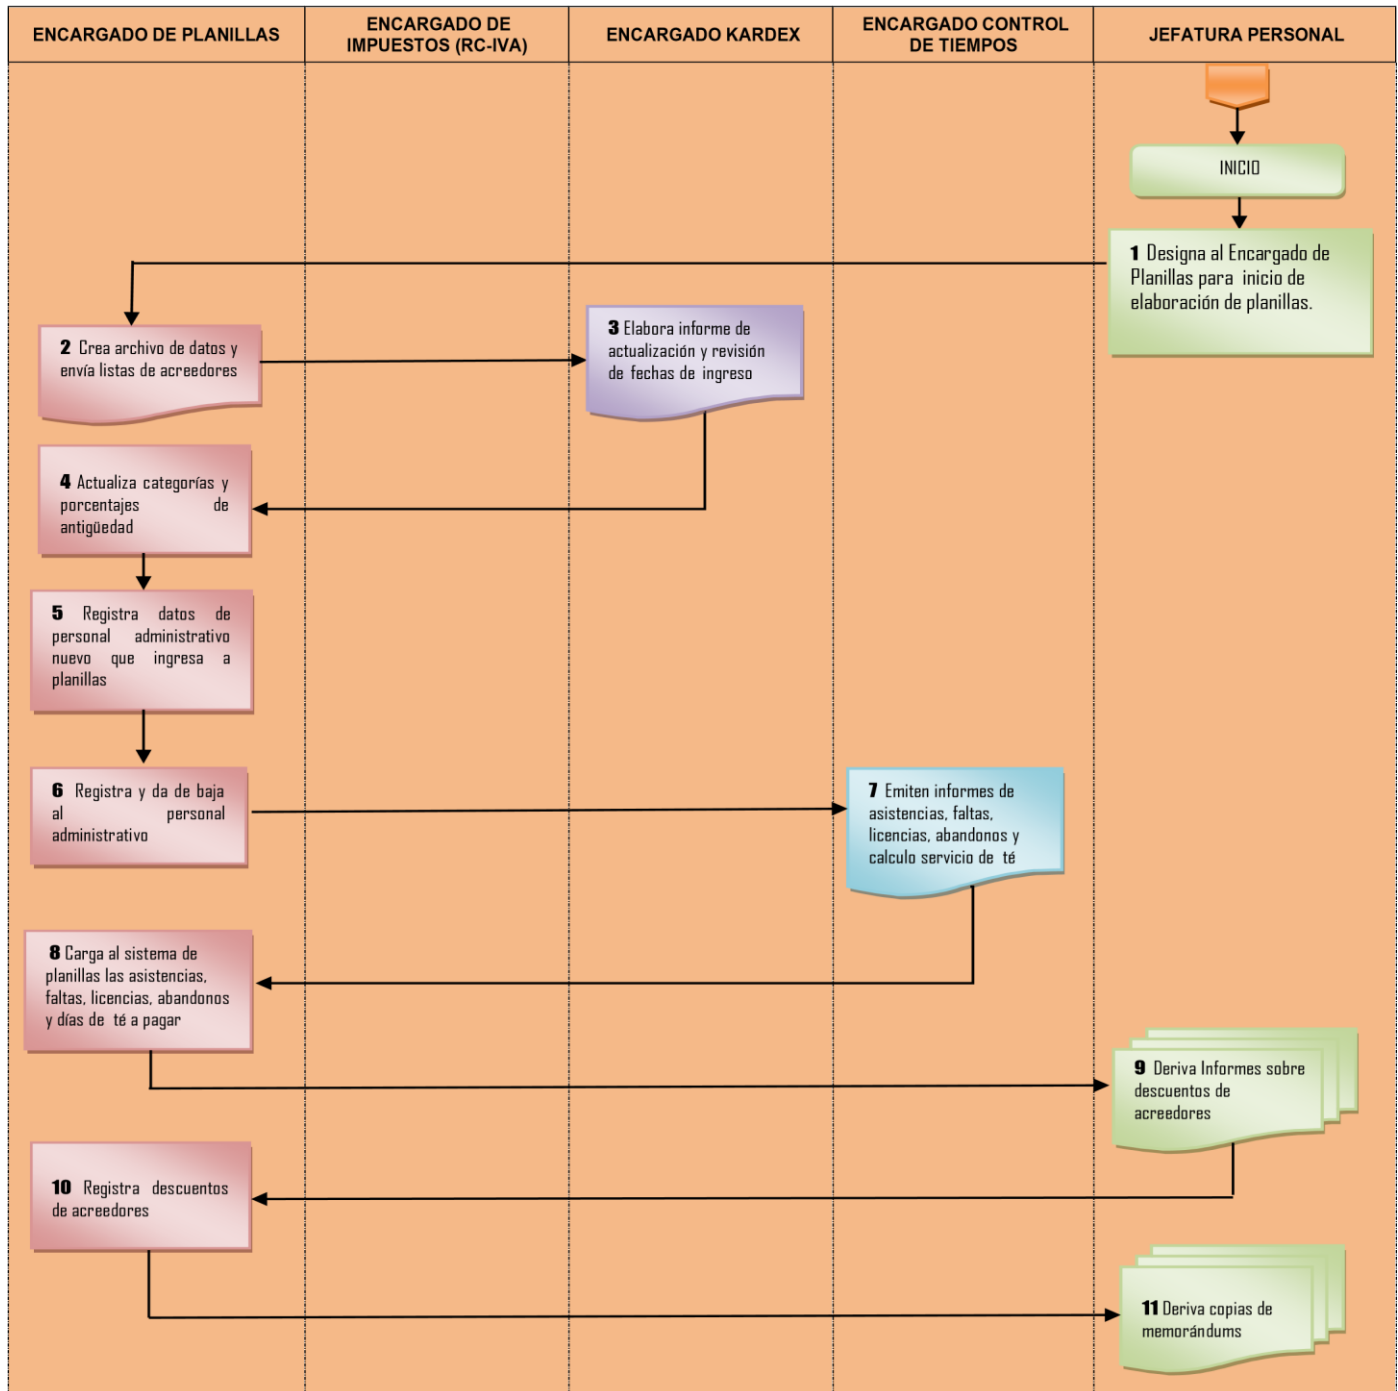 ENCARGADO DE PLANILLAS
ENCARGADO DE
IMPUESTOS (RC-IVA)
ENCARGADO KARDEX
ENCARGADO CONTROL
DE TIEMPOS
JEFATURA PERSONAL
INICIO
1 Designa al Encargado de
Planillas para inicio de
elaboración de planillas.
2 Crea archivo de datos y
envía listas de acreedores
3 Elabora informe de
actualización y revisión
de fechas de ingreso
4 Actualiza categorías y
porcentajes de
antigüedad
5 Registra datos de
personal administrativo
nuevo que ingresa a
planillas
6 Registra y da de baja
al personal
administrativo
7 Emiten informes de
asistencias, faltas,
licencias, abandonos y
calculo servicio de té
8 Carga al sistema de
planillas las asistencias,
faltas, licencias, abandonos
y días de té a pagar
9 Deriva Informes sobre
descuentos de
acreedores
10 Registra descuentos
de acreedores
11 Deriva copias de
memorándums